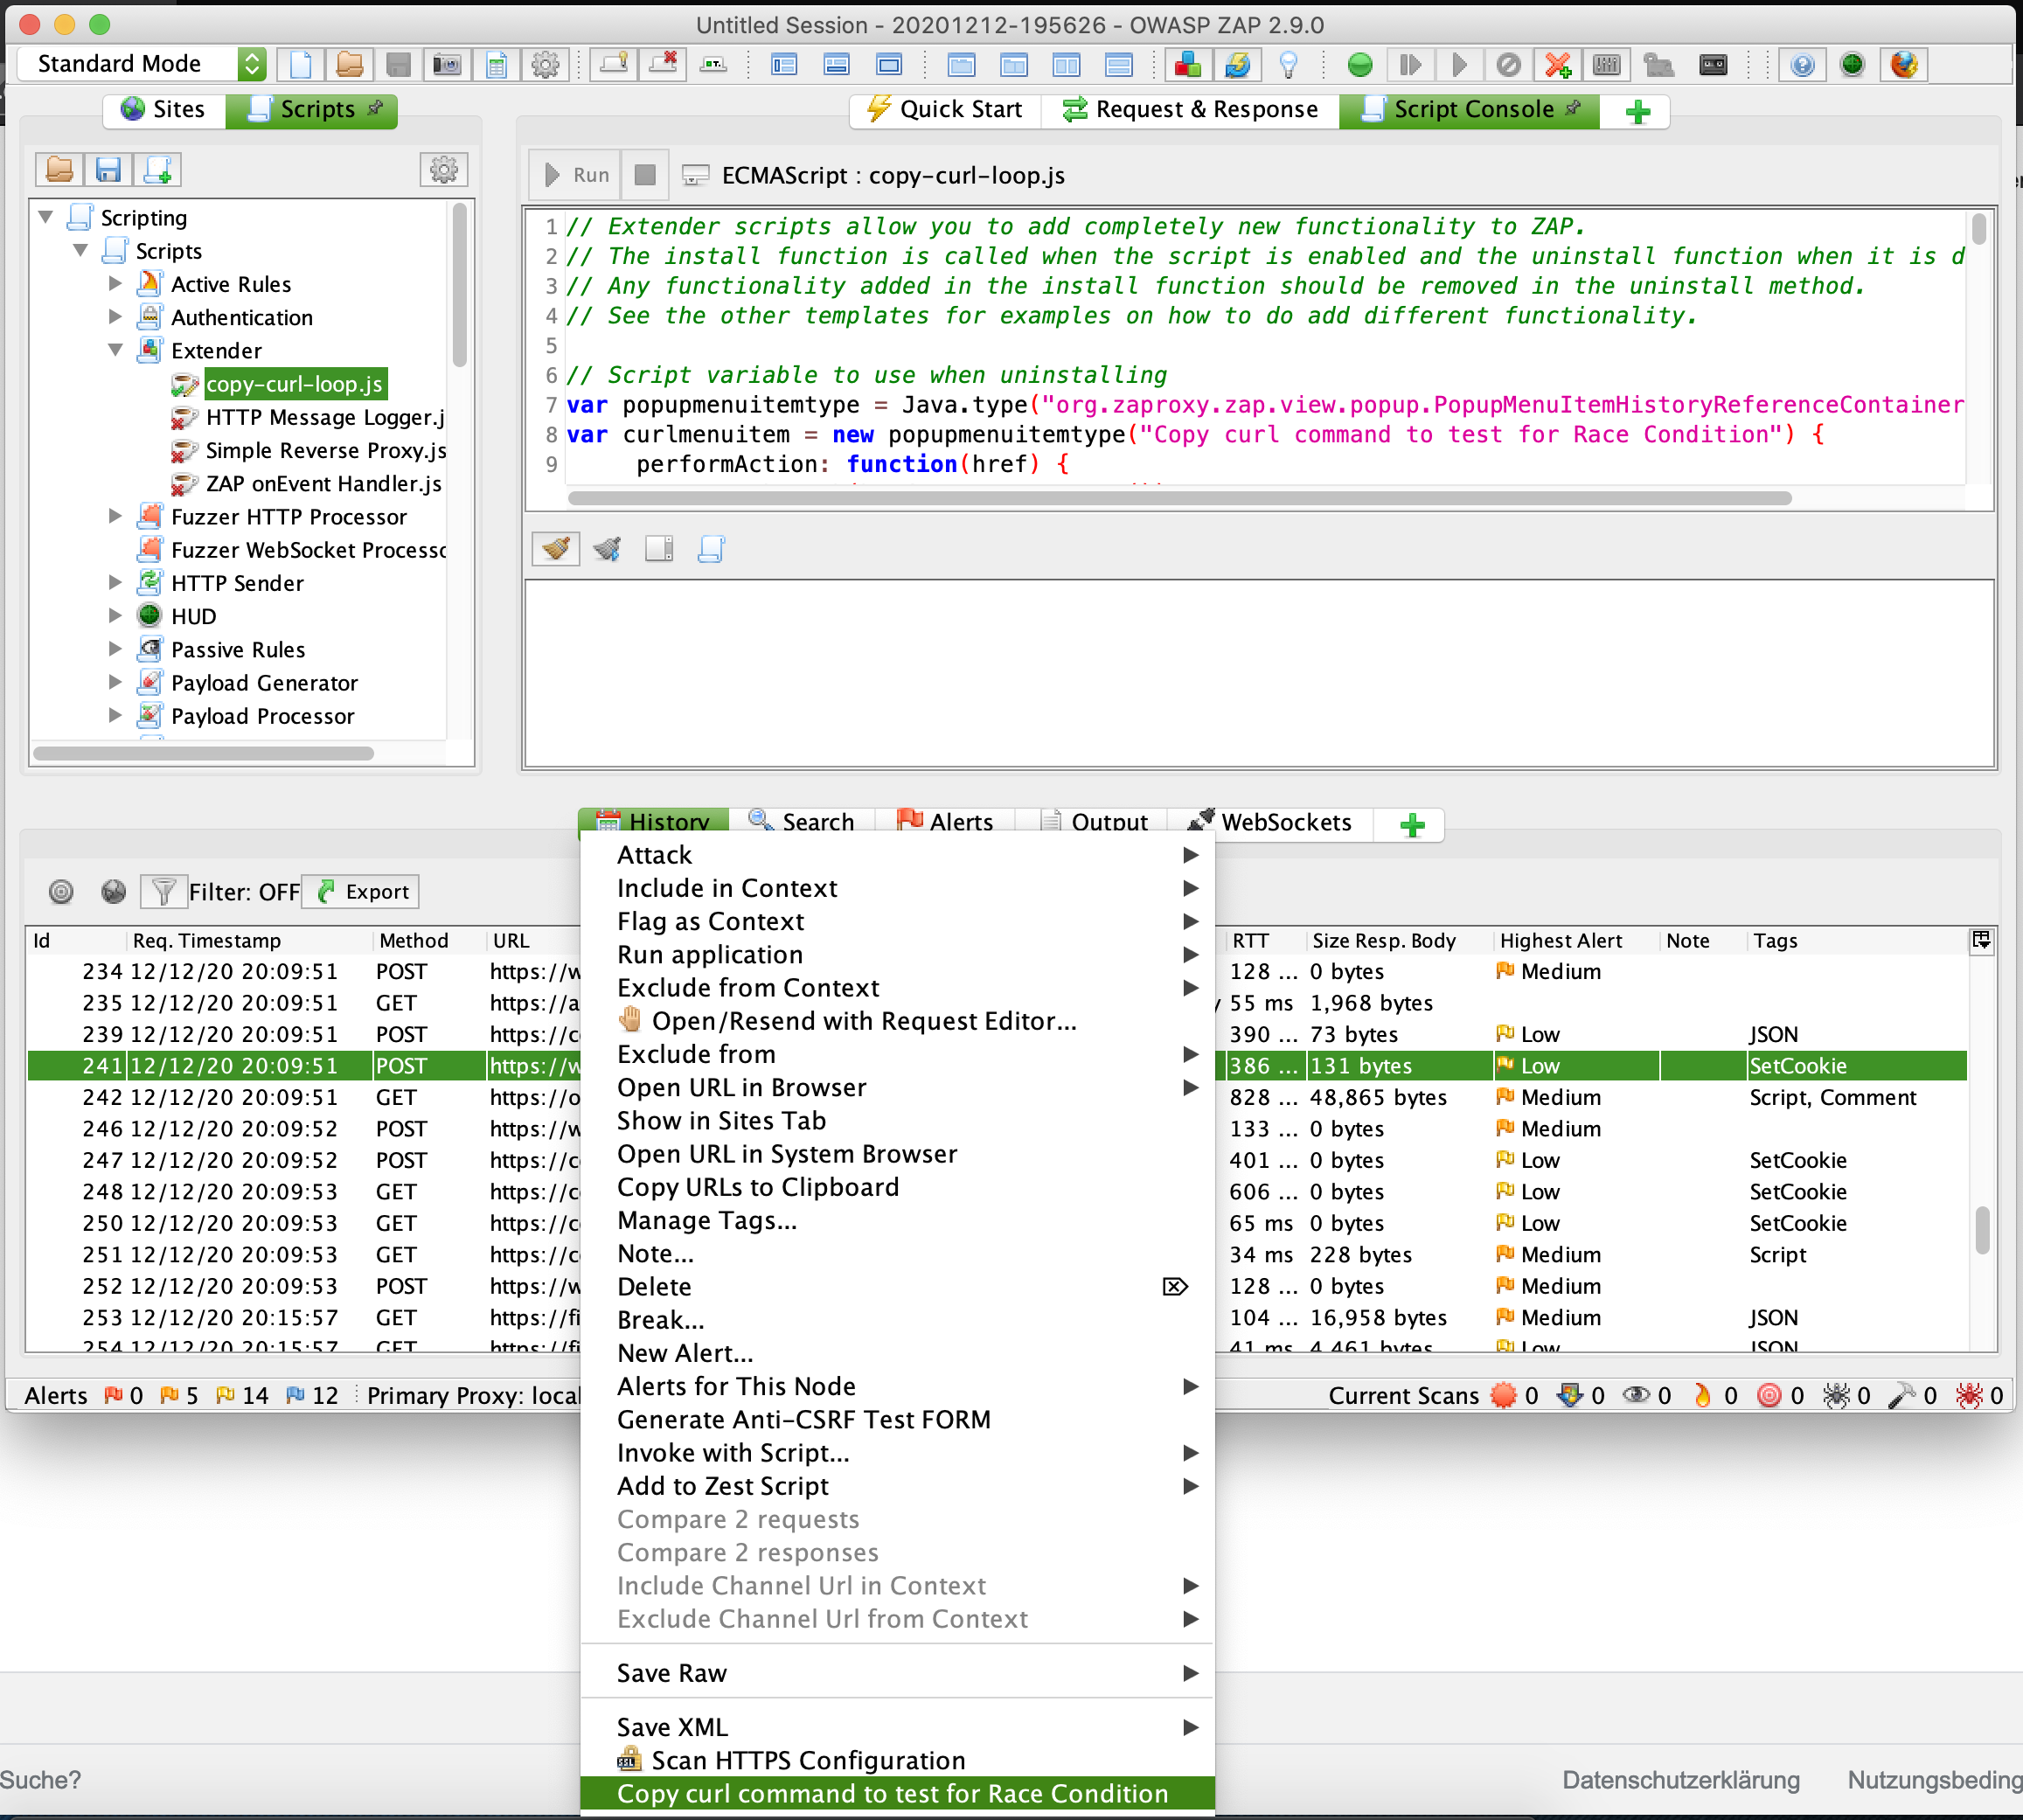 Untitled Session - 20201212-195626 - OWASP ZAP 2.9.0
Standard Mode
Sites
Scripts
Quick Start
Request & Response
Script Console
Run
ECMAScript : copy-curl-loop.js
Scripting
Scripts
Active Rules
Authentication
Extender
copy-curl-loop.js
HTTP Message Logger.j
Simple Reverse Proxy.js
ZAP onEvent Handler.js
Fuzzer HTTP Processor
Fuzzer WebSocket Processo
HTTP Sender
HUD
Passive Rules
Payload Generator
Payload Processor
1 // Extender scripts allow you to add completely new functionality to ZAP.
2 // The install function is called when the script is enabled and the uninstall function when it is d
3 // Any functionality added in the install function should be removed in the uninstall method.
4 // See the other templates for examples on how to do add different functionality.
5
6 // Script variable to use when uninstalling
7 var popupmenuitemtype = Java.type("org.zaproxy.zap.view.popup.PopupMenuItemHistoryReferenceContainer
8 var curlmenuitem = new popupmenuitemtype("Copy curl command to test for Race Condition") {
9 performAction: function(href) {
History
Search
Alerts
Output
WebSockets
Filter: OFF
Export
Id Req. Timestamp Method URL RTT Size Resp. Body Highest Alert Note Tags
234 12/12/20 20:09:51 POST https://w 128 ... 0 bytes Medium
235 12/12/20 20:09:51 GET https://a y 55 ms 1,968 bytes
239 12/12/20 20:09:51 POST https://c 390 ... 73 bytes Low JSON
241 12/12/20 20:09:51 POST https://w 386 ... 131 bytes Low SetCookie
242 12/12/20 20:09:51 GET https://o 828 ... 48,865 bytes Medium Script, Comment
246 12/12/20 20:09:52 POST https://w 133 ... 0 bytes Medium
247 12/12/20 20:09:52 POST https://c 401 ... 0 bytes Low SetCookie
248 12/12/20 20:09:53 GET https://c 606 ... 0 bytes Low SetCookie
250 12/12/20 20:09:53 GET https://c 65 ms 0 bytes Low SetCookie
251 12/12/20 20:09:53 GET https://c 34 ms 228 bytes Medium Script
252 12/12/20 20:09:53 POST https://w 128 ... 0 bytes Medium
253 12/12/20 20:15:57 GET https://fi 104 ... 16,958 bytes Medium JSON
254 12/12/20 20:15:57 GET https://fi 41 ms 4,461 bytes Low JSON
Attack
Include in Context
Flag as Context
Run application
Exclude from Context
Open/Resend with Request Editor...
Exclude from
Open URL in Browser
Show in Sites Tab
Open URL in System Browser
Copy URLs to Clipboard
Manage Tags...
Note...
Delete
Break...
New Alert...
Alerts for This Node
Generate Anti-CSRF Test FORM
Invoke with Script...
Add to Zest Script
Compare 2 requests
Compare 2 responses
Include Channel Url in Context
Exclude Channel Url from Context
Save Raw
Save XML
Scan HTTPS Configuration
Copy curl command to test for Race Condition
Alerts 0 5 14 12 Primary Proxy: local
Current Scans 0 0 0 0 0 0 0 0
Suche?
Datenschutzerklärung
Nutzungsbeding